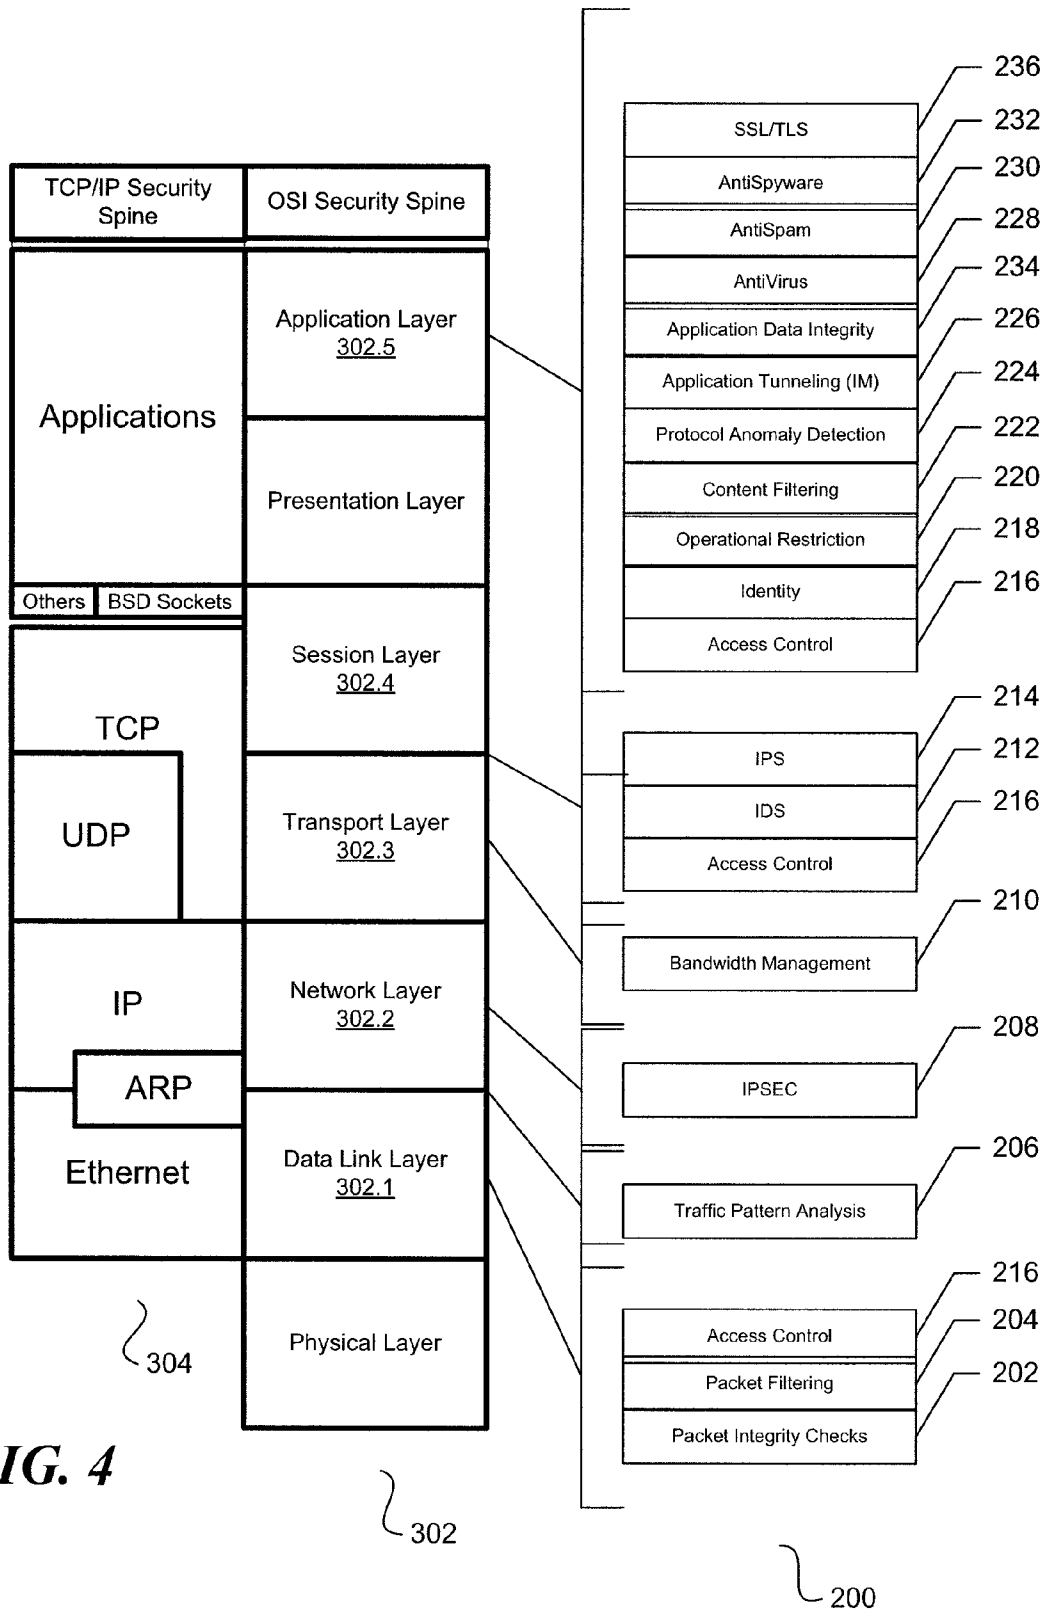 TCP/IP Security
Spine
OSI Security Spine
Applications
Others
BSD Sockets
TCP
UDP
IP
ARP
Ethernet
304
Application Layer
302.5
Presentation Layer
Session Layer
302.4
Transport Layer
302.3
Network Layer
302.2
Data Link Layer
302.1
Physical Layer
302
SSL/TLS
236
AntiSpyware
232
AntiSpam
230
AntiVirus
228
Application Data Integrity
234
Application Tunneling (IM)
226
Protocol Anomaly Detection
224
Content Filtering
222
Operational Restriction
220
Identity
218
Access Control
216
IPS
214
IDS
212
Access Control
216
Bandwidth Management
210
IPSEC
208
Traffic Pattern Analysis
206
Access Control
216
Packet Filtering
204
Packet Integrity Checks
202
200
IG. 4